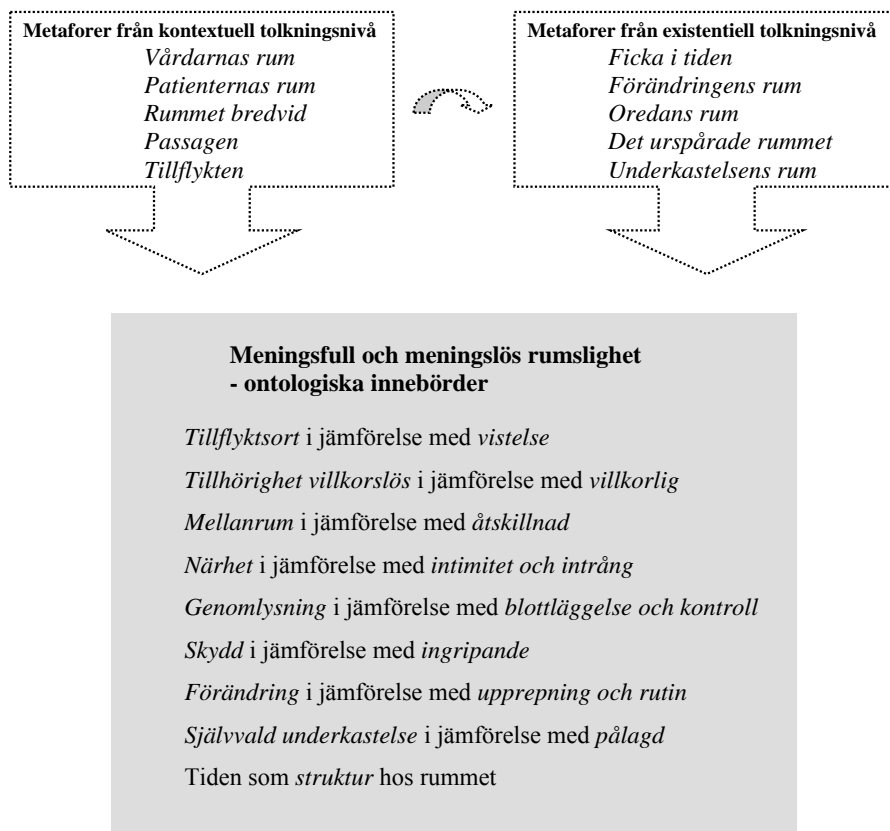 Metaforer från kontextuell tolkningsnivå
Vårdarnas rum
Patienternas rum
Rummet bredvid
Passagen
Tillflykten
Metaforer från existentiell tolkningsnivå
Ficka i tiden
Förändringens rum
Oredans rum
Det urspårade rummet
Underkastelsens rum
Meningsfull och meningslös rumslighet
- ontologiska innebörder
Tillflyktsort i jämförelse med vistelse
Tillhörighet villkorslös i jämförelse med villkorlig
Mellanrum i jämförelse med åtskillnad
Närhet i jämförelse med intimitet och intrång
Genomlysning i jämförelse med blottläggelse och kontroll
Skydd i jämförelse med ingripande
Förändring i jämförelse med upprepning och rutin
Självvald underkastelse i jämförelse med pålagd
Tiden som struktur hos rummet